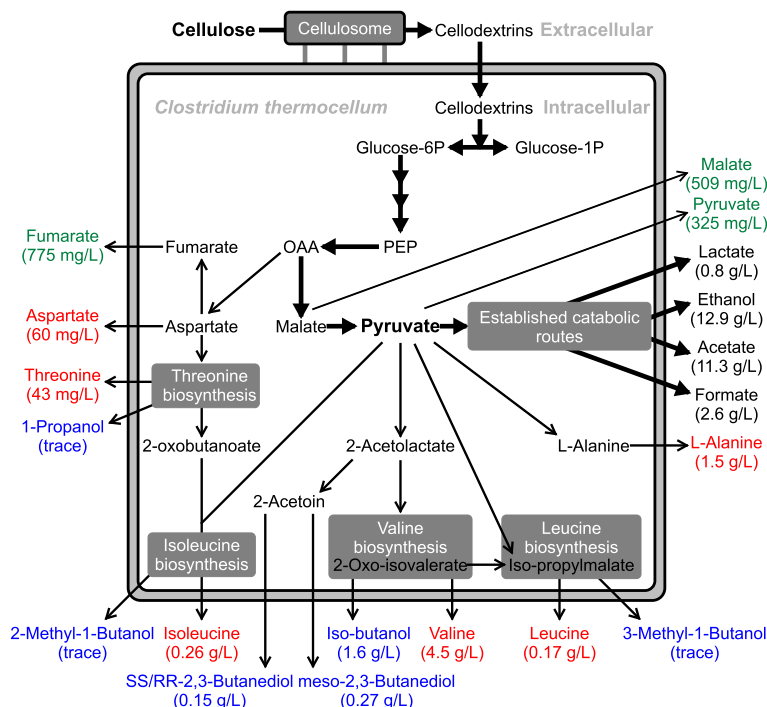 Cellulose
Cellulosome
Cellodextrins
Extracellular
Clostridium thermocellum
Cellodextrins
Intracellular
Glucose-6P
Glucose-1P
Malate
(509 mg/L)
Pyruvate
(325 mg/L)
Fumarate
(775 mg/L)
Fumarate
OAA
PEP
Lactate
(0.8 g/L)
Ethanol
(12.9 g/L)
Acetate
(11.3 g/L)
Formate
(2.6 g/L)
Aspartate
(60 mg/L)
Aspartate
Malate
Pyruvate
Established catabolic
routes
Threonine
(43 mg/L)
Threonine
biosynthesis
1-Propanol
(trace)
2-oxobutanoate
2-Acetolactate
L-Alanine
L-Alanine
(1.5 g/L)
2-Acetoin
Isoleucine
biosynthesis
Valine
biosynthesis
2-Oxo-isovalerate
Leucine
biosynthesis
Iso-propylmalate
2-Methyl-1-Butanol
(trace)
Isoleucine
(0.26 g/L)
Iso-butanol
(1.6 g/L)
Valine
(4.5 g/L)
Leucine
(0.17 g/L)
3-Methyl-1-Butanol
(trace)
SS/RR-2,3-Butanediol
(0.15 g/L)
meso-2,3-Butanediol
(0.27 g/L)